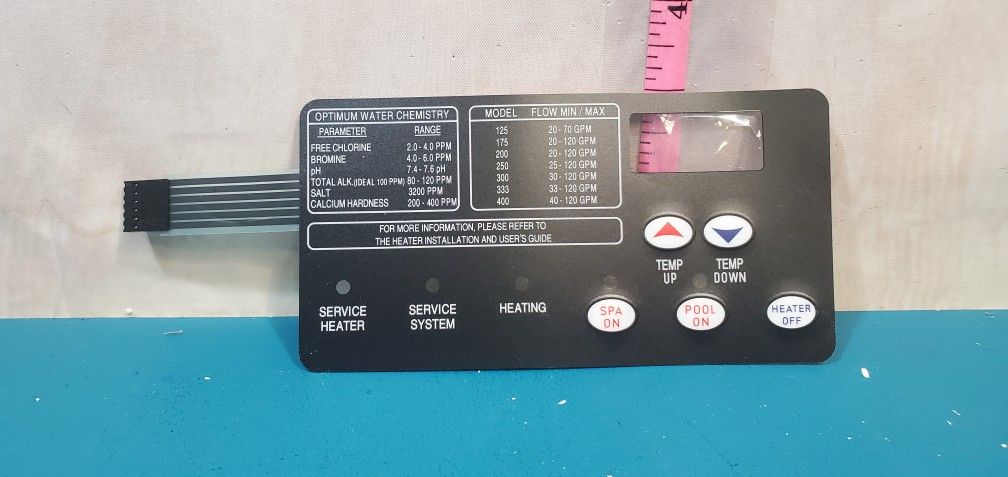 4
OPTIMUM WATER CHEMISTRY
PARAMETER RANGE
FREE CHLORINE 2.0 - 4.0 PPM
BROMINE 4.0 - 6.0 PPM
pH 7.4 - 7.6 pH
TOTAL ALK.(IDEAL 100 PPM) 80 - 120 PPM
SALT 3200 PPM
CALCIUM HARDNESS 200 - 400 PPM
MODEL FLOW MIN / MAX
125 20 - 70 GPM
175 20 - 120 GPM
200 20 - 120 GPM
250 25 - 120 GPM
300 30 - 120 GPM
333 33 - 120 GPM
400 40 - 120 GPM
FOR MORE INFORMATION, PLEASE REFER TO
THE HEATER INSTALLATION AND USER'S GUIDE
TEMP
UP
TEMP
DOWN
SERVICE
HEATER
SERVICE
SYSTEM
HEATING
SPA
ON
POOL
ON
HEATER
OFF